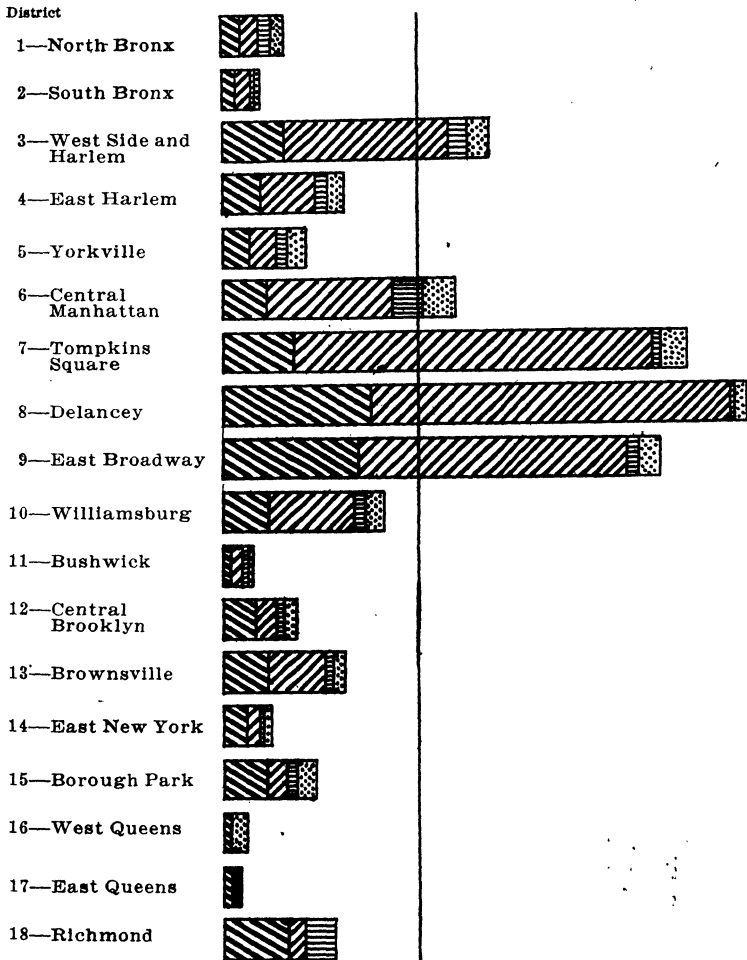 District
1—North Bronx
2—South Bronx
3—West Side and
Harlem
4—East Harlem
5—Yorkville
6—Central
Manhattan
7—Tompkins
Square
8—Delancey
9—East Broadway
10—Williamsburg
11—Bushwick
12—Central
Brooklyn
13—Brownsville
14—East New York
15—Borough Park
16—West Queens
17—East Queens
18—Richmond